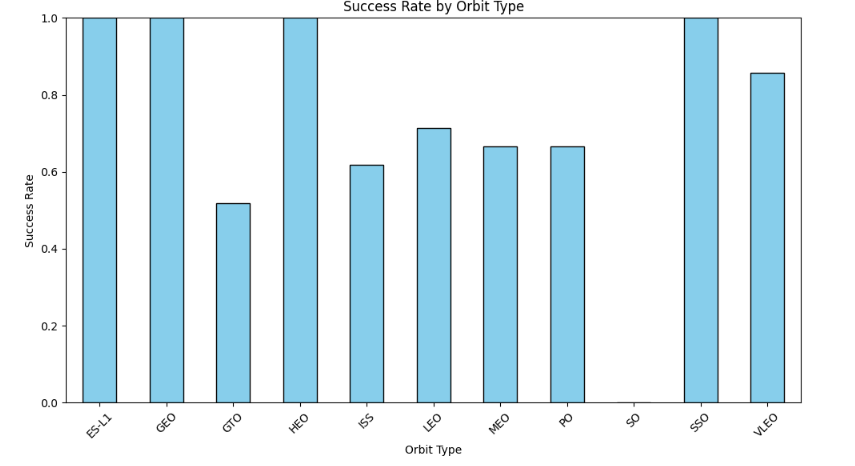 Success Rate by Orbit Type
1.0
0.8
0.6
0.4
0.2
0.0
Success Rate
ES-L1
GEO
GTO
HEO
ISS
LEO
MEO
PO
SO
SSO
VLEO
Orbit Type